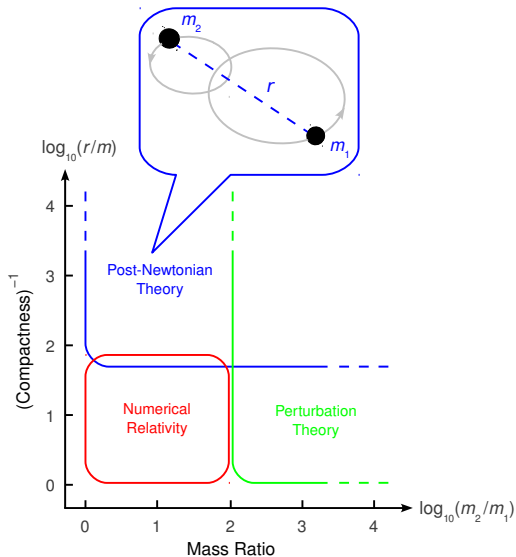 m₂
r
m₁
log₁₀(r/m)
4
3
2
1
0
(Compactness)⁻¹
Post-Newtonian
Theory
Numerical
Relativity
Perturbation
Theory
0
1
2
3
4
log₁₀(m₂/m₁)
Mass Ratio